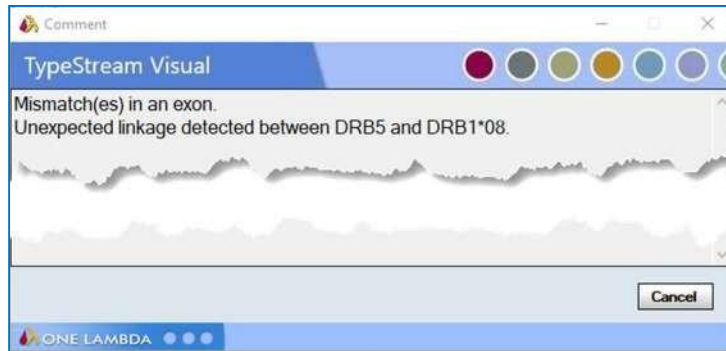 Comment
TypeStream Visual
Mismatch(es) in an exon.
Unexpected linkage detected between DRB5 and DRB1*08.
Cancel
ONE LAMBDA